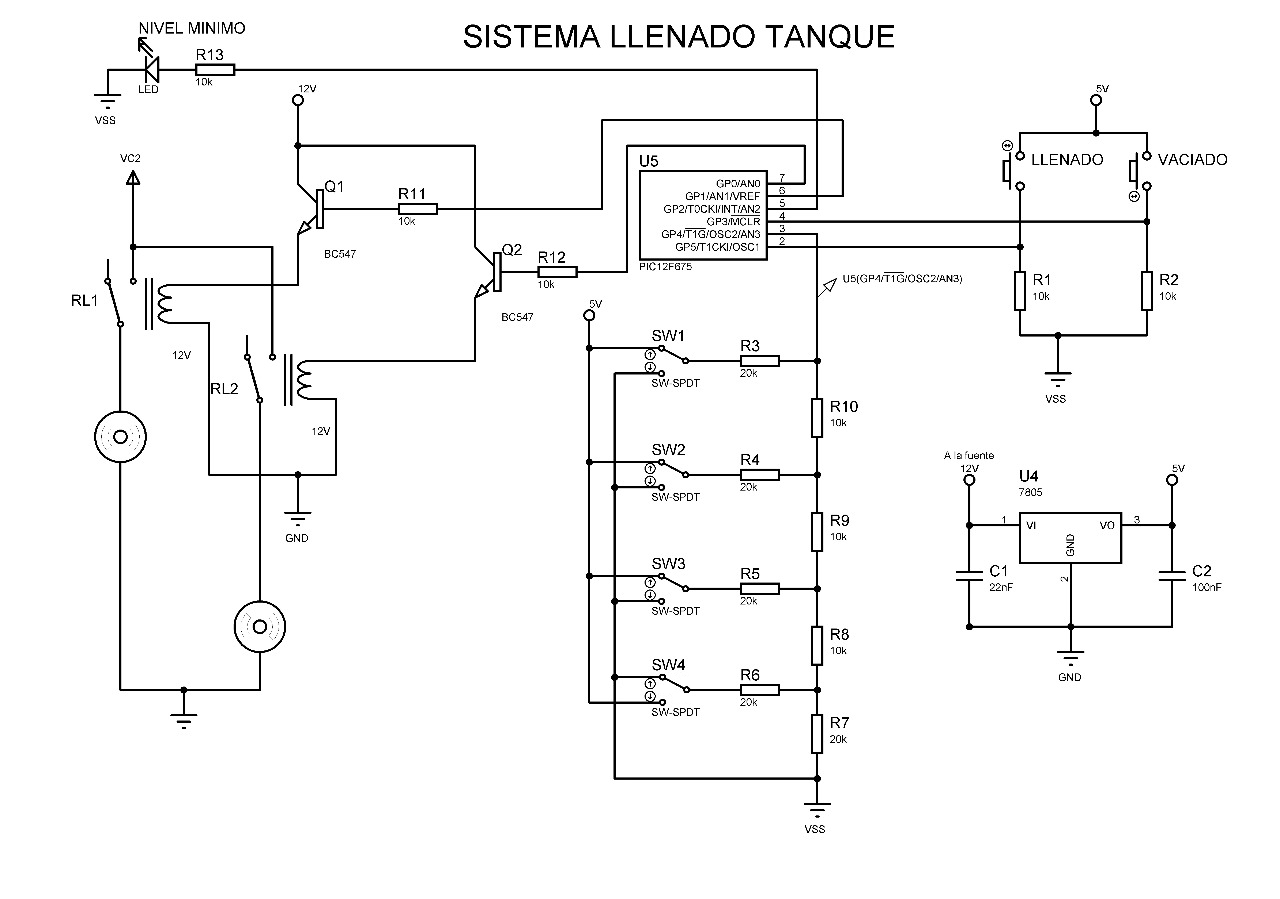 SISTEMA LLENADO TANQUE
NIVEL MINIMO
R13
10k
LED
VSS
12V
VC2
Q1
BC547
R11
10k
Q2
BC547
R12
10k
RL1
12V
RL2
12V
GND
U5
GP0/AN0 7
GP1/AN1/VREF 6
GP2/T0CKI/INT/AN2 5
GP3/MCLR 4
GP4/T1G/OSC2/AN3 3
GP5/T1CKI/OSC1 2
PIC12F675
U5(GP4/T1G/OSC2/AN3)
5V
LLENADO
VACIADO
R1
10k
R2
10k
VSS
5V
SW1
SW-SPDT
R3
20k
R10
10k
SW2
SW-SPDT
R4
20k
R9
10k
SW3
SW-SPDT
R5
20k
R8
10k
SW4
SW-SPDT
R6
20k
R7
20k
VSS
A la fuente
12V
U4
7805
1 VI
VO 3
GND
2
5V
C1
22nF
C2
100nF
GND